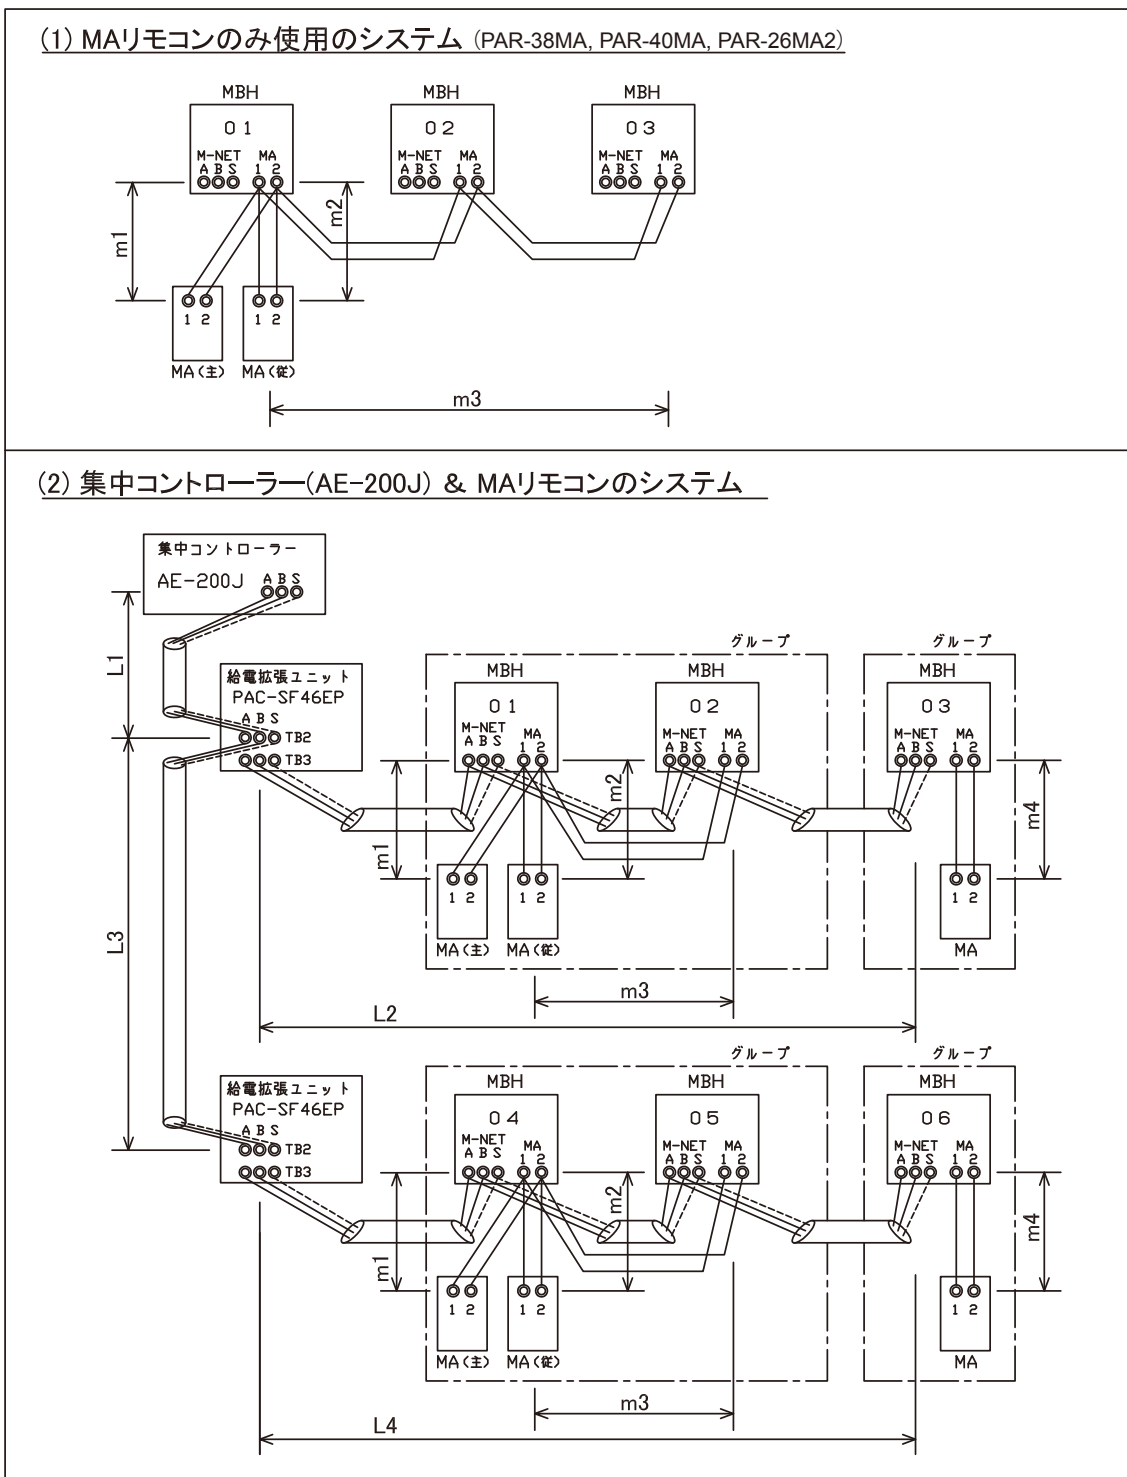 (1) MAリモコンのみ使用のシステム (PAR-38MA, PAR-40MA, PAR-26MA2)
MBH MBH MBH
01 02 03
M-NET MA M-NET MA M-NET MA
A B S 1 2 A B S 1 2 A B S 1 2
m1 m2
1 2 1 2
MA(主) MA(従)
m3
(2) 集中コントローラー(AE-200J) & MAリモコンのシステム
集中コントローラー
AE-200J A B S
L1
グループ グループ
給電拡張ユニット
PAC-SF46EP
A B S
TB2
TB3
MBH MBH MBH
01 02 03
M-NET MA M-NET MA M-NET MA
A B S 1 2 A B S 1 2 A B S 1 2
m1 m2 m4
1 2 1 2 1 2
MA(主) MA(従) MA
L3
m3
L2
グループ グループ
給電拡張ユニット
PAC-SF46EP
A B S
TB2
TB3
MBH MBH MBH
04 05 06
M-NET MA M-NET MA M-NET MA
A B S 1 2 A B S 1 2 A B S 1 2
m1 m2 m4
1 2 1 2 1 2
MA(主) MA(従) MA
m3
L4